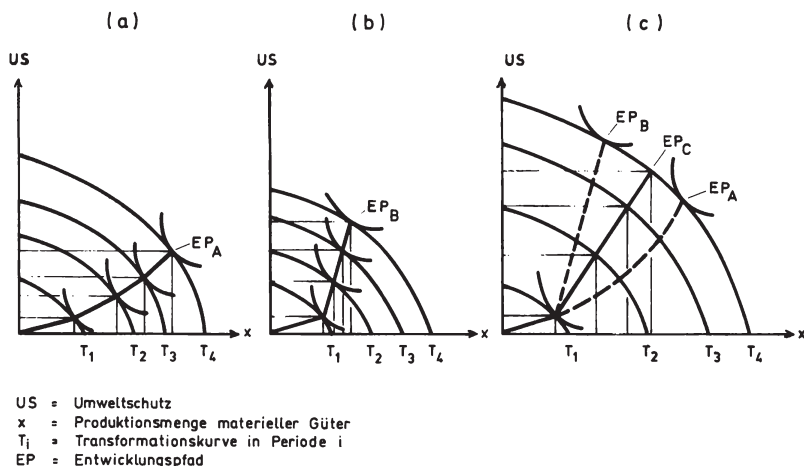 (a)
(b)
(c)
US
US
US
EP_A
EP_B
EP_B
EP_C
EP_A
x
x
x
T_1 T_2 T_3 T_4
T_1 T_2 T_3 T_4
T_1 T_2 T_3 T_4
US = Umweltschutz
x = Produktionsmenge materieller Güter
T_i = Transformationskurve in Periode i
EP = Entwicklungspfad